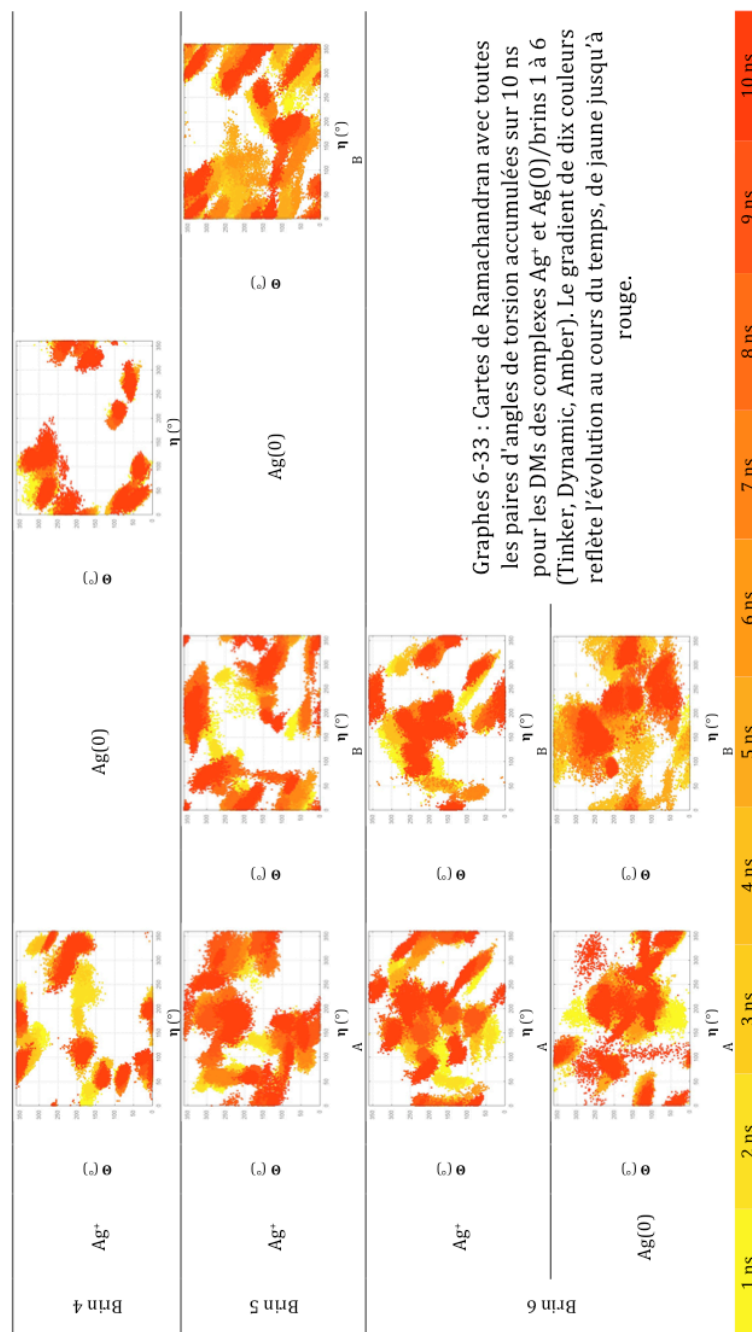 Brin 4
Ag⁺
Θ (°)
η (°)
Ag(0)
Θ (°)
η (°)
Brin 5
Ag⁺
Θ (°)
η (°)
A
Θ (°)
η (°)
B
Ag(0)
Θ (°)
η (°)
B
Brin 6
Ag⁺
Θ (°)
η (°)
A
Θ (°)
η (°)
B
Ag(0)
Θ (°)
η (°)
A
Θ (°)
η (°)
B
Graphes 6-33 : Cartes de Ramachandran avec toutes
les paires d'angles de torsion accumulées sur 10 ns
pour les DMs des complexes Ag⁺ et Ag(0)/brins 1 à 6
(Tinker, Dynamic, Amber). Le gradient de dix couleurs
reflète l'évolution au cours du temps, de jaune jusqu'à
rouge.
1 ns 2 ns 3 ns 4 ns 5 ns 6 ns 7 ns 8 ns 9 ns 10 ns